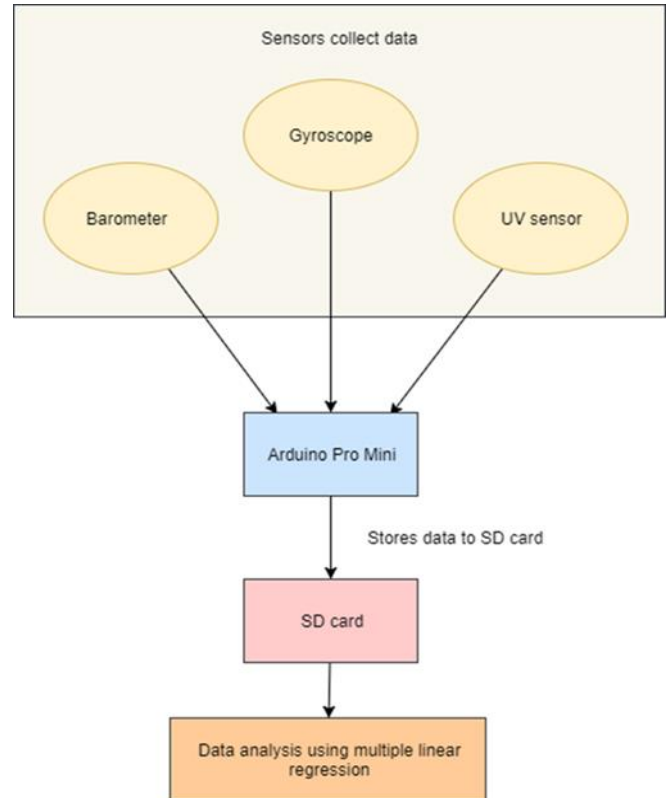 Sensors collect data
Gyroscope
Barometer
UV sensor
Arduino Pro Mini
Stores data to SD card
SD card
Data analysis using multiple linear
regression